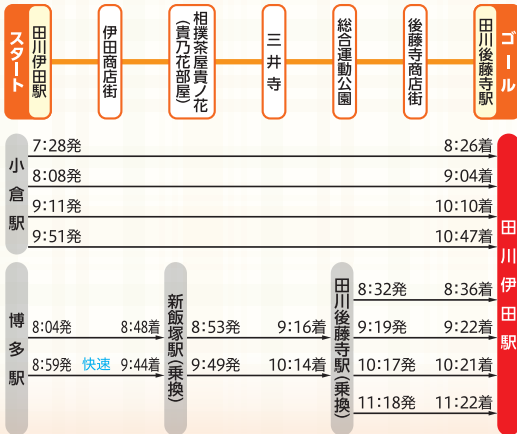 スタート
田川伊田駅
伊田商店街
相撲茶屋貴ノ花
(貴乃花部屋)
三井寺
総合運動公園
後藤寺商店街
田川後藤寺駅
ゴール
小倉駅
7:28発 8:26着
8:08発 9:04着
9:11発 10:10着
9:51発 10:47着
田川伊田駅
博多駅
8:04発 8:48着
8:59発 快速 9:44着
新飯塚駅(乗換)
8:53発 9:16着
9:49発 10:14着
田川後藤寺駅(乗換)
8:32発 8:36着
9:19発 9:22着
10:17発 10:21着
11:18発 11:22着